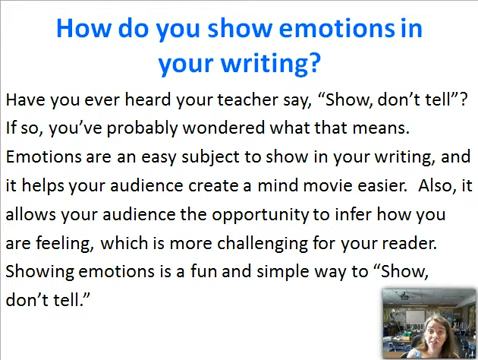 How do you show emotions in
your writing?
Have you ever heard your teacher say, “Show, don’t tell”?
If so, you’ve probably wondered what that means.
Emotions are an easy subject to show in your writing, and
it helps your audience create a mind movie easier.  Also, it
allows your audience the opportunity to infer how you
are feeling, which is more challenging for your reader.
Showing emotions is a fun and simple way to “Show,
don’t tell.”